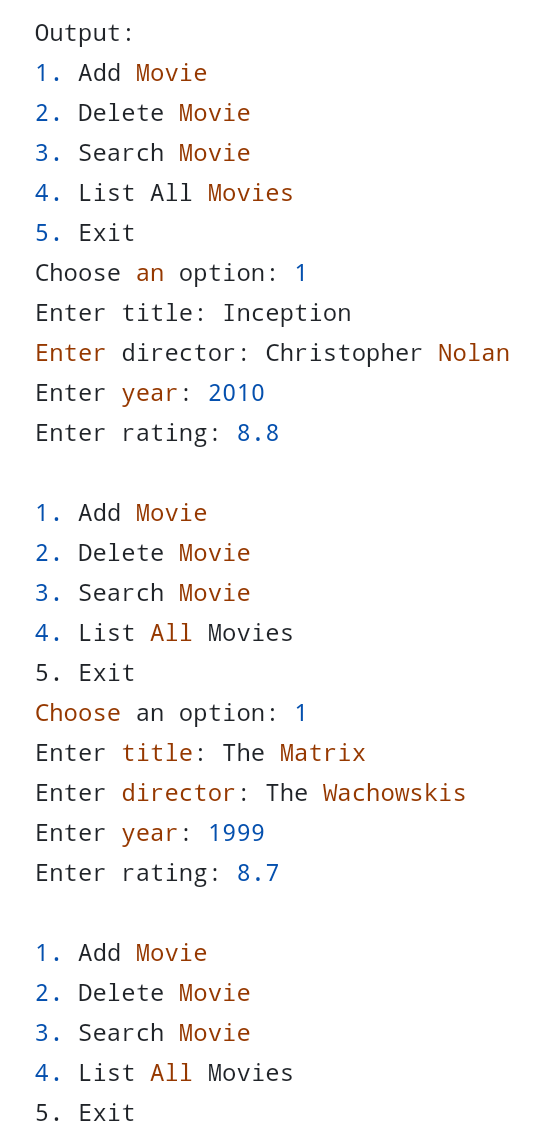 Output:
1. Add Movie
2. Delete Movie
3. Search Movie
4. List All Movies
5. Exit
Choose an option: 1
Enter title: Inception
Enter director: Christopher Nolan
Enter year: 2010
Enter rating: 8.8
1. Add Movie
2. Delete Movie
3. Search Movie
4. List All Movies
5. Exit
Choose an option: 1
Enter title: The Matrix
Enter director: The Wachowskis
Enter year: 1999
Enter rating: 8.7
1. Add Movie
2. Delete Movie
3. Search Movie
4. List All Movies
5. Exit